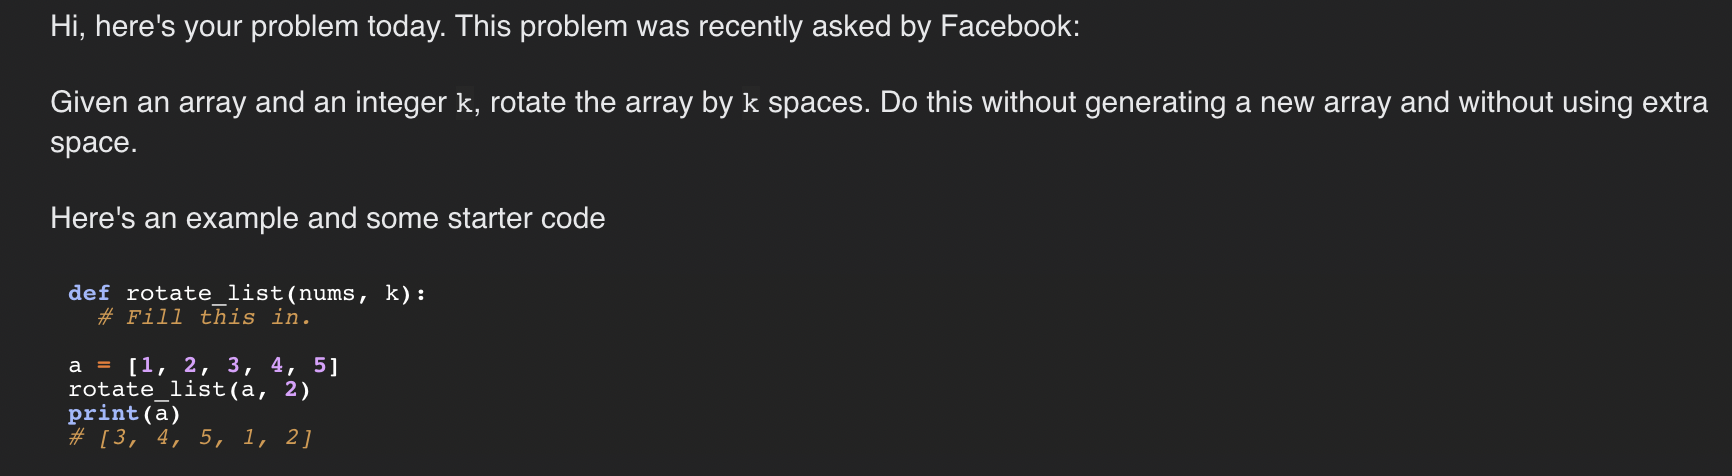 Hi, here's your problem today. This problem was recently asked by Facebook:
Given an array and an integer k, rotate the array by k spaces. Do this without generating a new array and without using extra
space.
Here's an example and some starter code
def rotate_list(nums, k):
  # Fill this in.
a = [1, 2, 3, 4, 5]
rotate_list(a, 2)
print(a)
# [3, 4, 5, 1, 2]